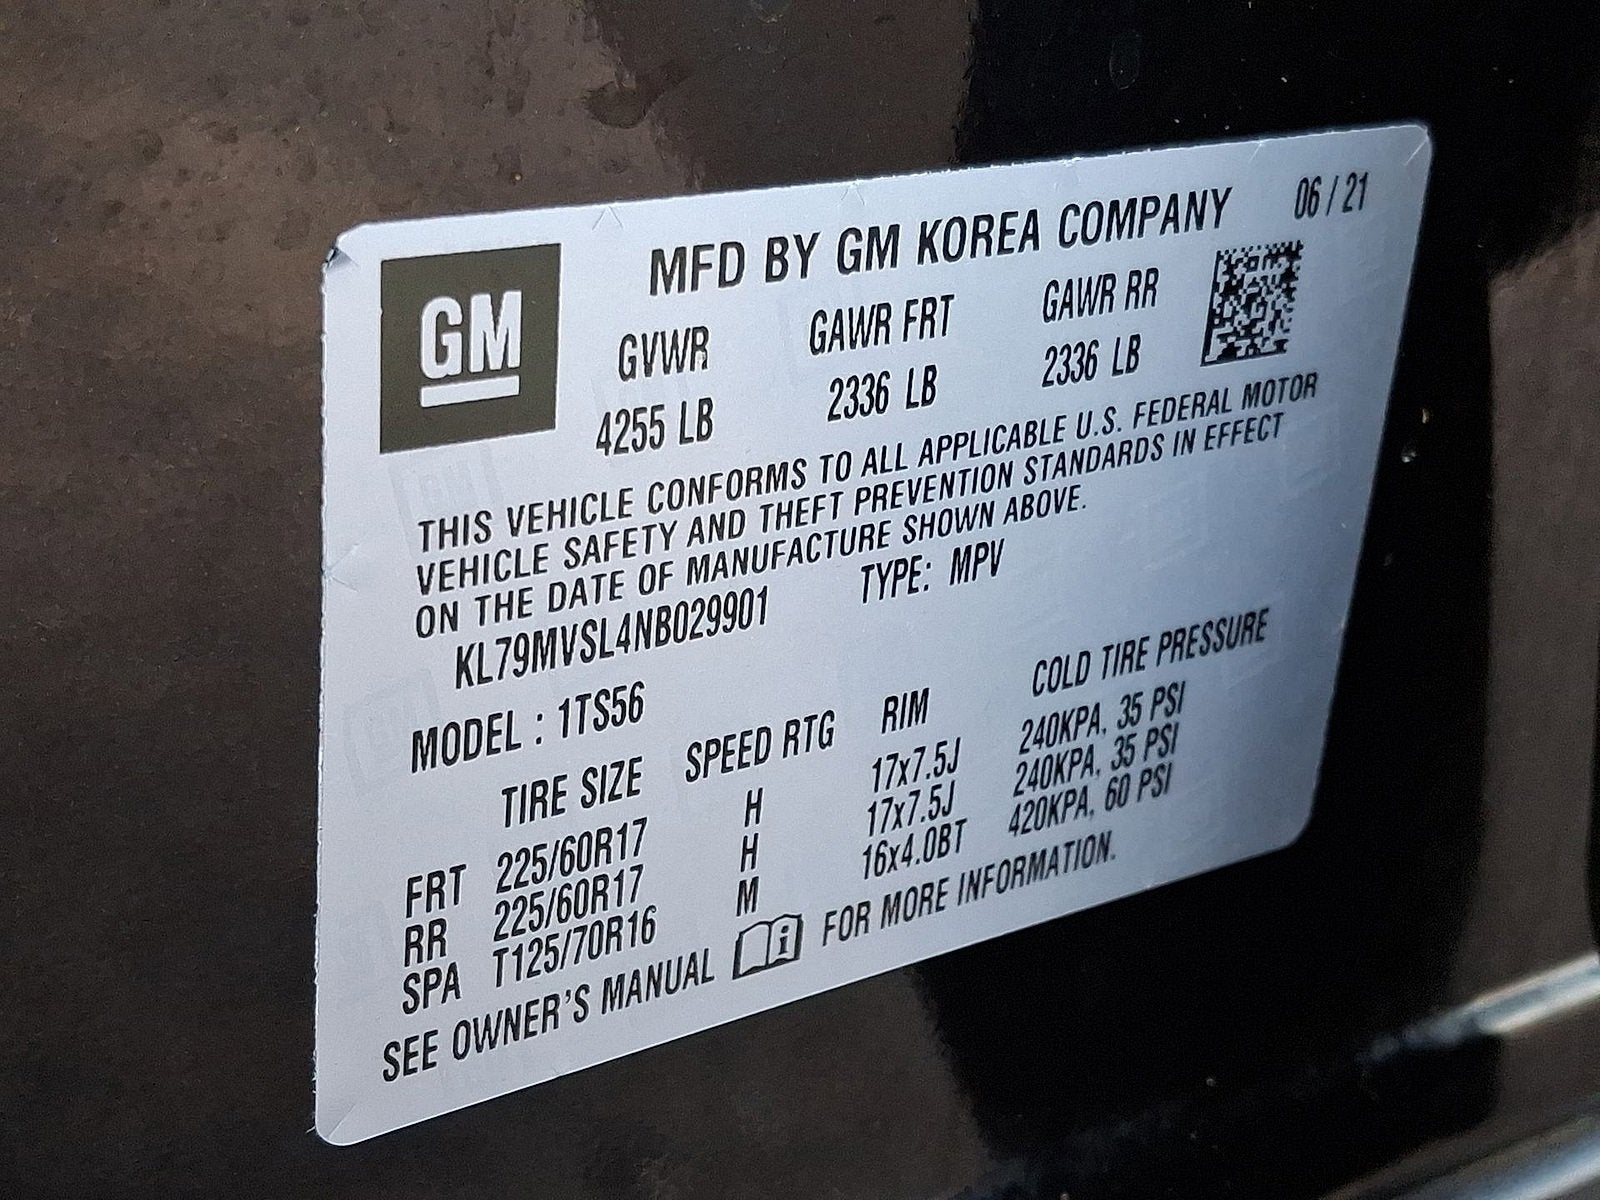 MFD BY GM KOREA COMPANY 06 / 21
GM
GVWR GAWR FRT GAWR RR
4255 LB 2336 LB 2336 LB
THIS VEHICLE CONFORMS TO ALL APPLICABLE U.S. FEDERAL MOTOR
VEHICLE SAFETY AND THEFT PREVENTION STANDARDS IN EFFECT
ON THE DATE OF MANUFACTURE SHOWN ABOVE.
KL79MVSL4NB029901 TYPE: MPV
MODEL : 1TS56
TIRE SIZE SPEED RTG RIM COLD TIRE PRESSURE
FRT 225/60R17 H 17x7.5J 240KPA, 35 PSI
RR 225/60R17 H 17x7.5J 240KPA, 35 PSI
SPA T125/70R16 M 16x4.0BT 420KPA, 60 PSI
SEE OWNER'S MANUAL i FOR MORE INFORMATION.